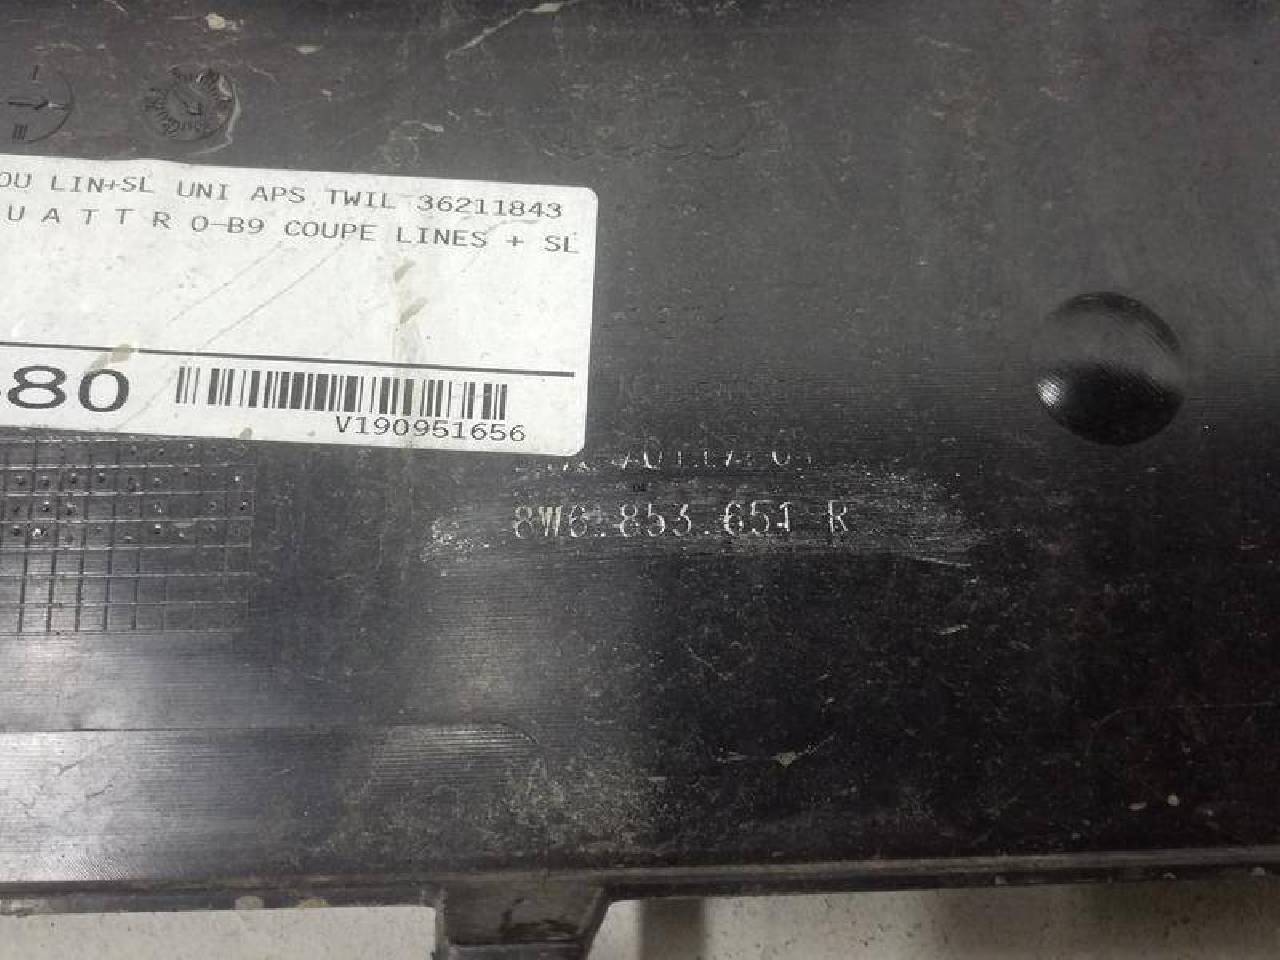 OU LIN+SL UNI APS TWIL 36211843
U A T T R O-B9 COUPE LINES + SL
80
V190951656
8W6.853.651 R